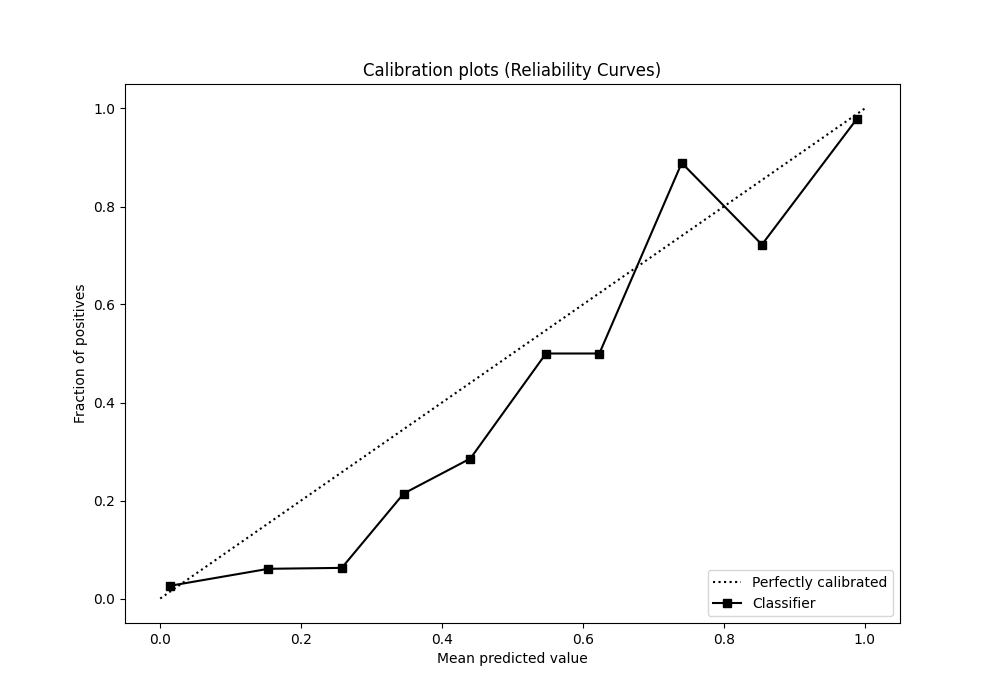 Calibration plots (Reliability Curves)
1.0
0.8
0.6
0.4
0.2
0.0
Fraction of positives
0.0 0.2 0.4 0.6 0.8 1.0
Mean predicted value
Perfectly calibrated
Classifier